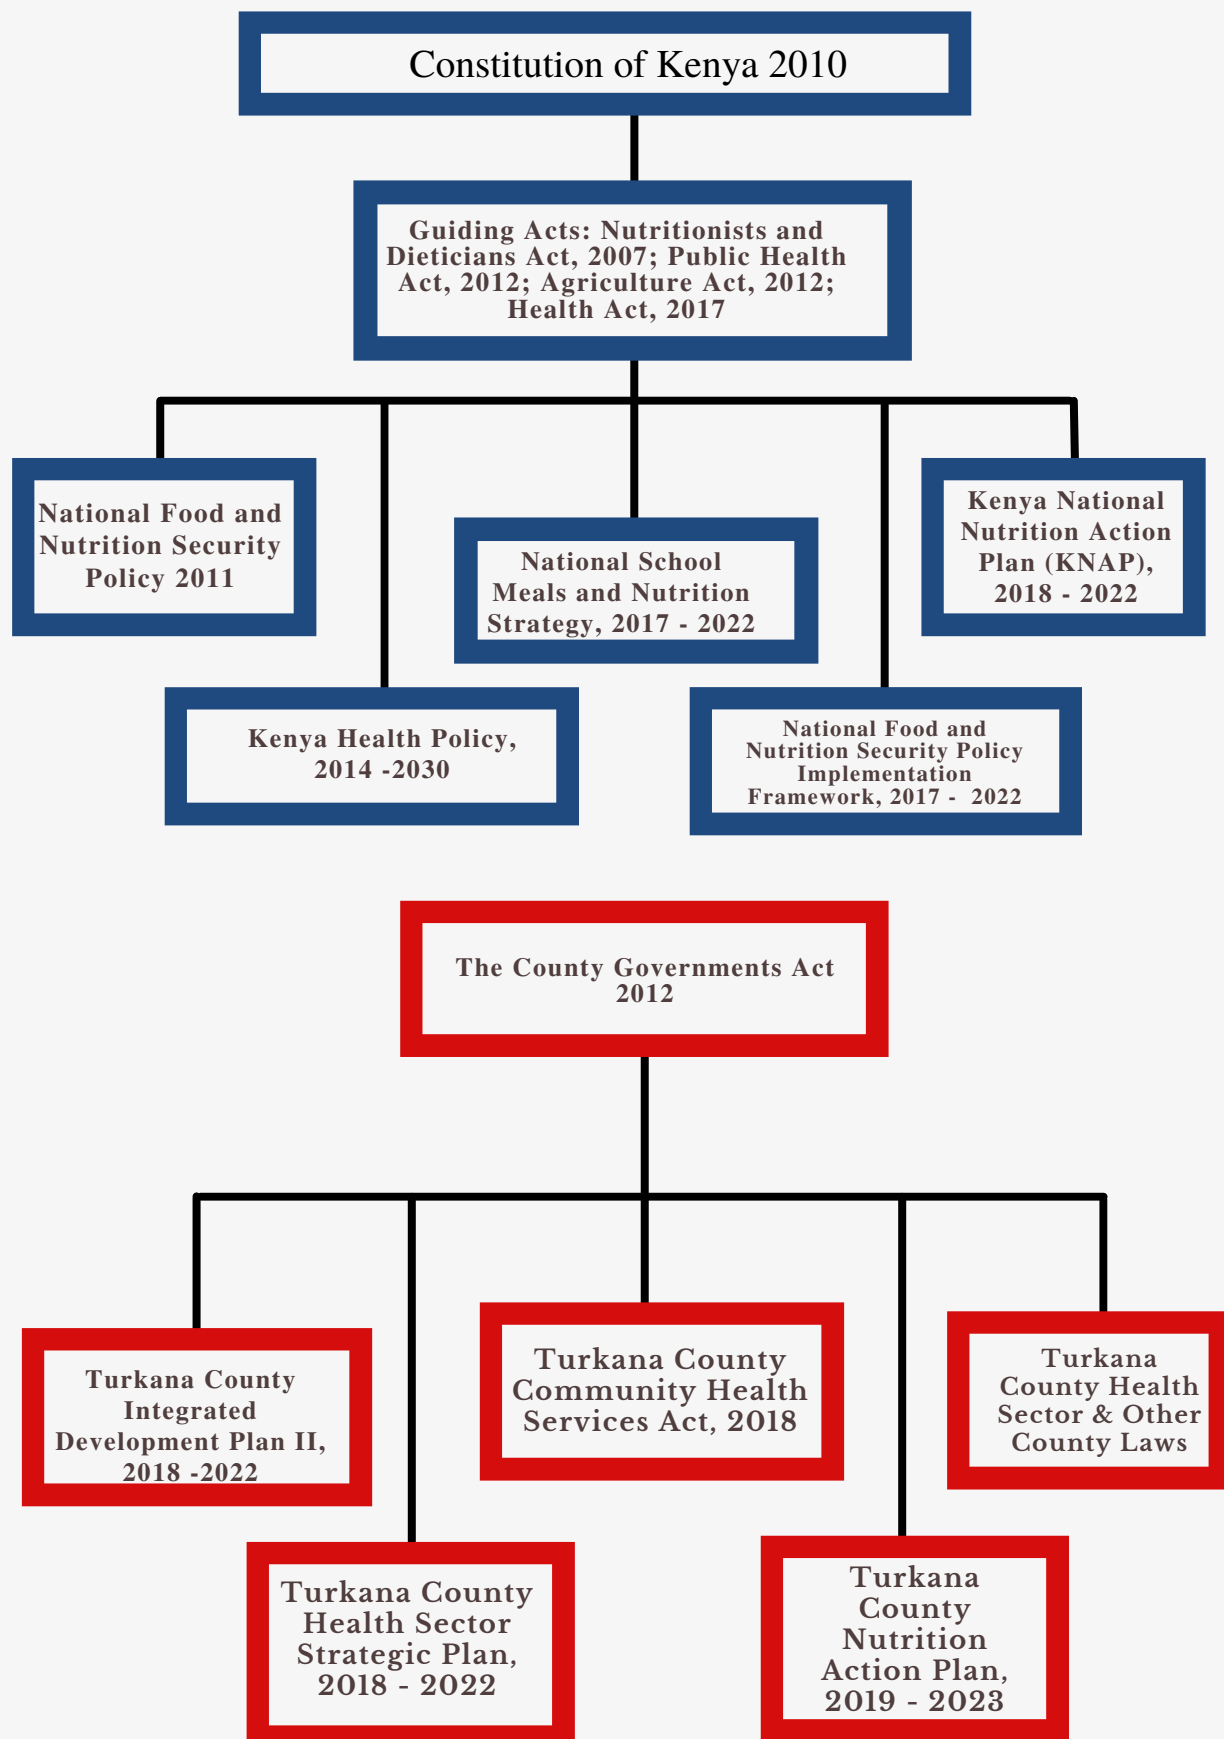 Constitution of Kenya 2010
Guiding Acts: Nutritionists and
Dieticians Act, 2007; Public Health
Act, 2012; Agriculture Act, 2012;
Health Act, 2017
National Food and
Nutrition Security
Policy 2011
National School
Meals and Nutrition
Strategy, 2017 - 2022
Kenya National
Nutrition Action
Plan (KNAP),
2018 - 2022
Kenya Health Policy,
2014 -2030
National Food and
Nutrition Security Policy
Implementation
Framework, 2017 -  2022
The County Governments Act
2012
Turkana County
Integrated
Development Plan II,
2018 -2022
Turkana County
Community Health
Services Act, 2018
Turkana
County Health
Sector & Other
County Laws
Turkana County
Health Sector
Strategic Plan,
2018 - 2022
Turkana
County
Nutrition
Action Plan,
2019 - 2023